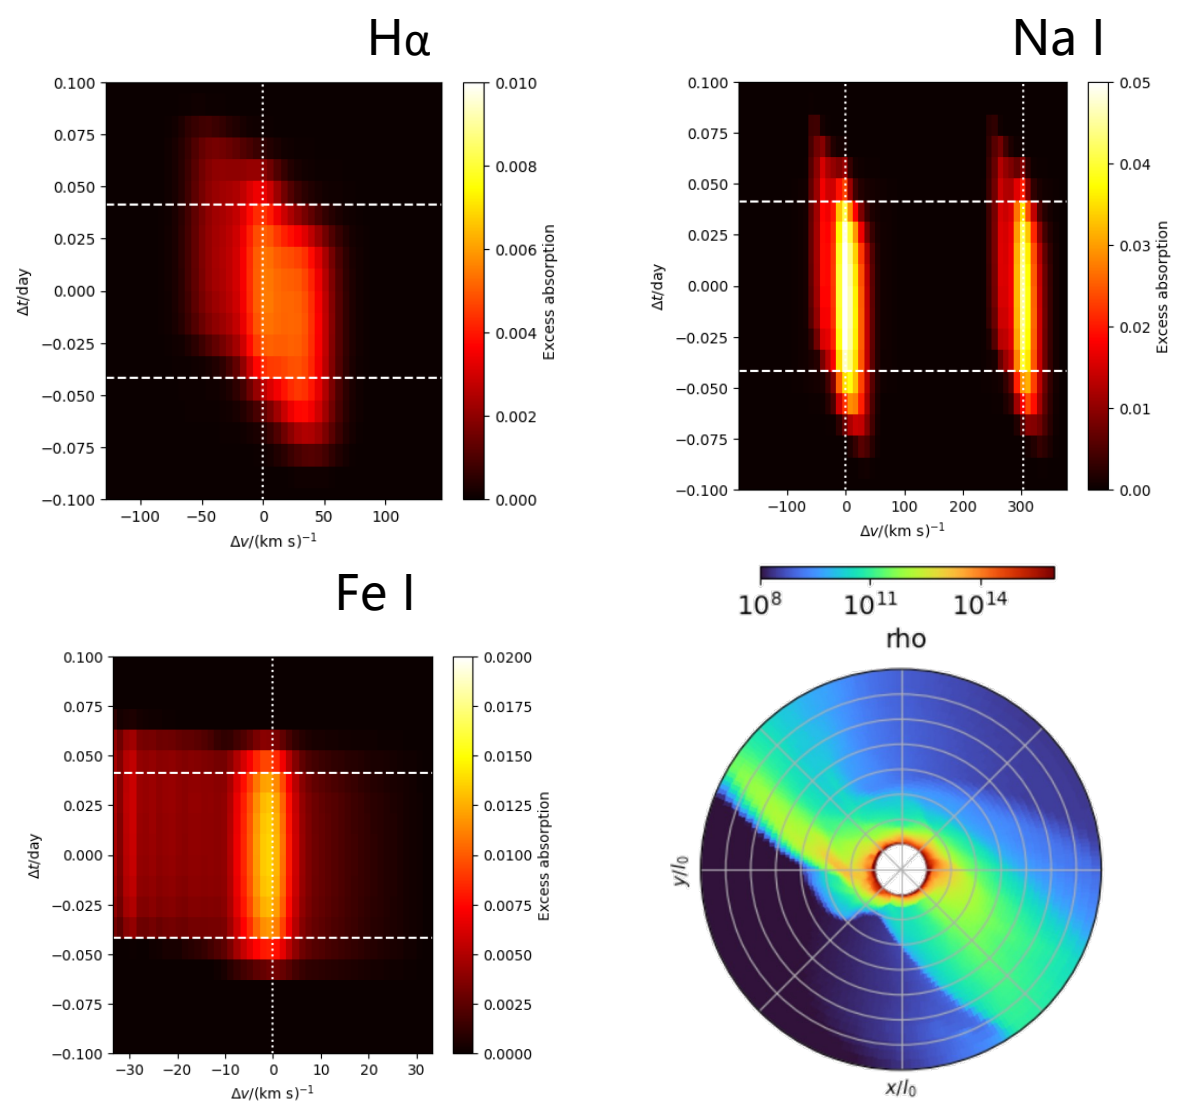 Hα
0.100
0.075
0.050
0.025
0.000
−0.025
−0.050
−0.075
−0.100
Δt/day
−100 −50 0 50 100
Δv/(km s)⁻¹
0.010
0.008
0.006
0.004
0.002
0.000
Excess absorption
Na I
0.100
0.075
0.050
0.025
0.000
−0.025
−0.050
−0.075
−0.100
Δt/day
−100 0 100 200 300
Δv/(km s)⁻¹
0.05
0.04
0.03
0.02
0.01
0.00
Excess absorption
Fe I
0.100
0.075
0.050
0.025
0.000
−0.025
−0.050
−0.075
−0.100
Δt/day
−30 −20 −10 0 10 20 30
Δv/(km s)⁻¹
0.0200
0.0175
0.0150
0.0125
0.0100
0.0075
0.0050
0.0025
0.0000
Excess absorption
10⁸ 10¹¹ 10¹⁴
rho
y/l₀
x/l₀